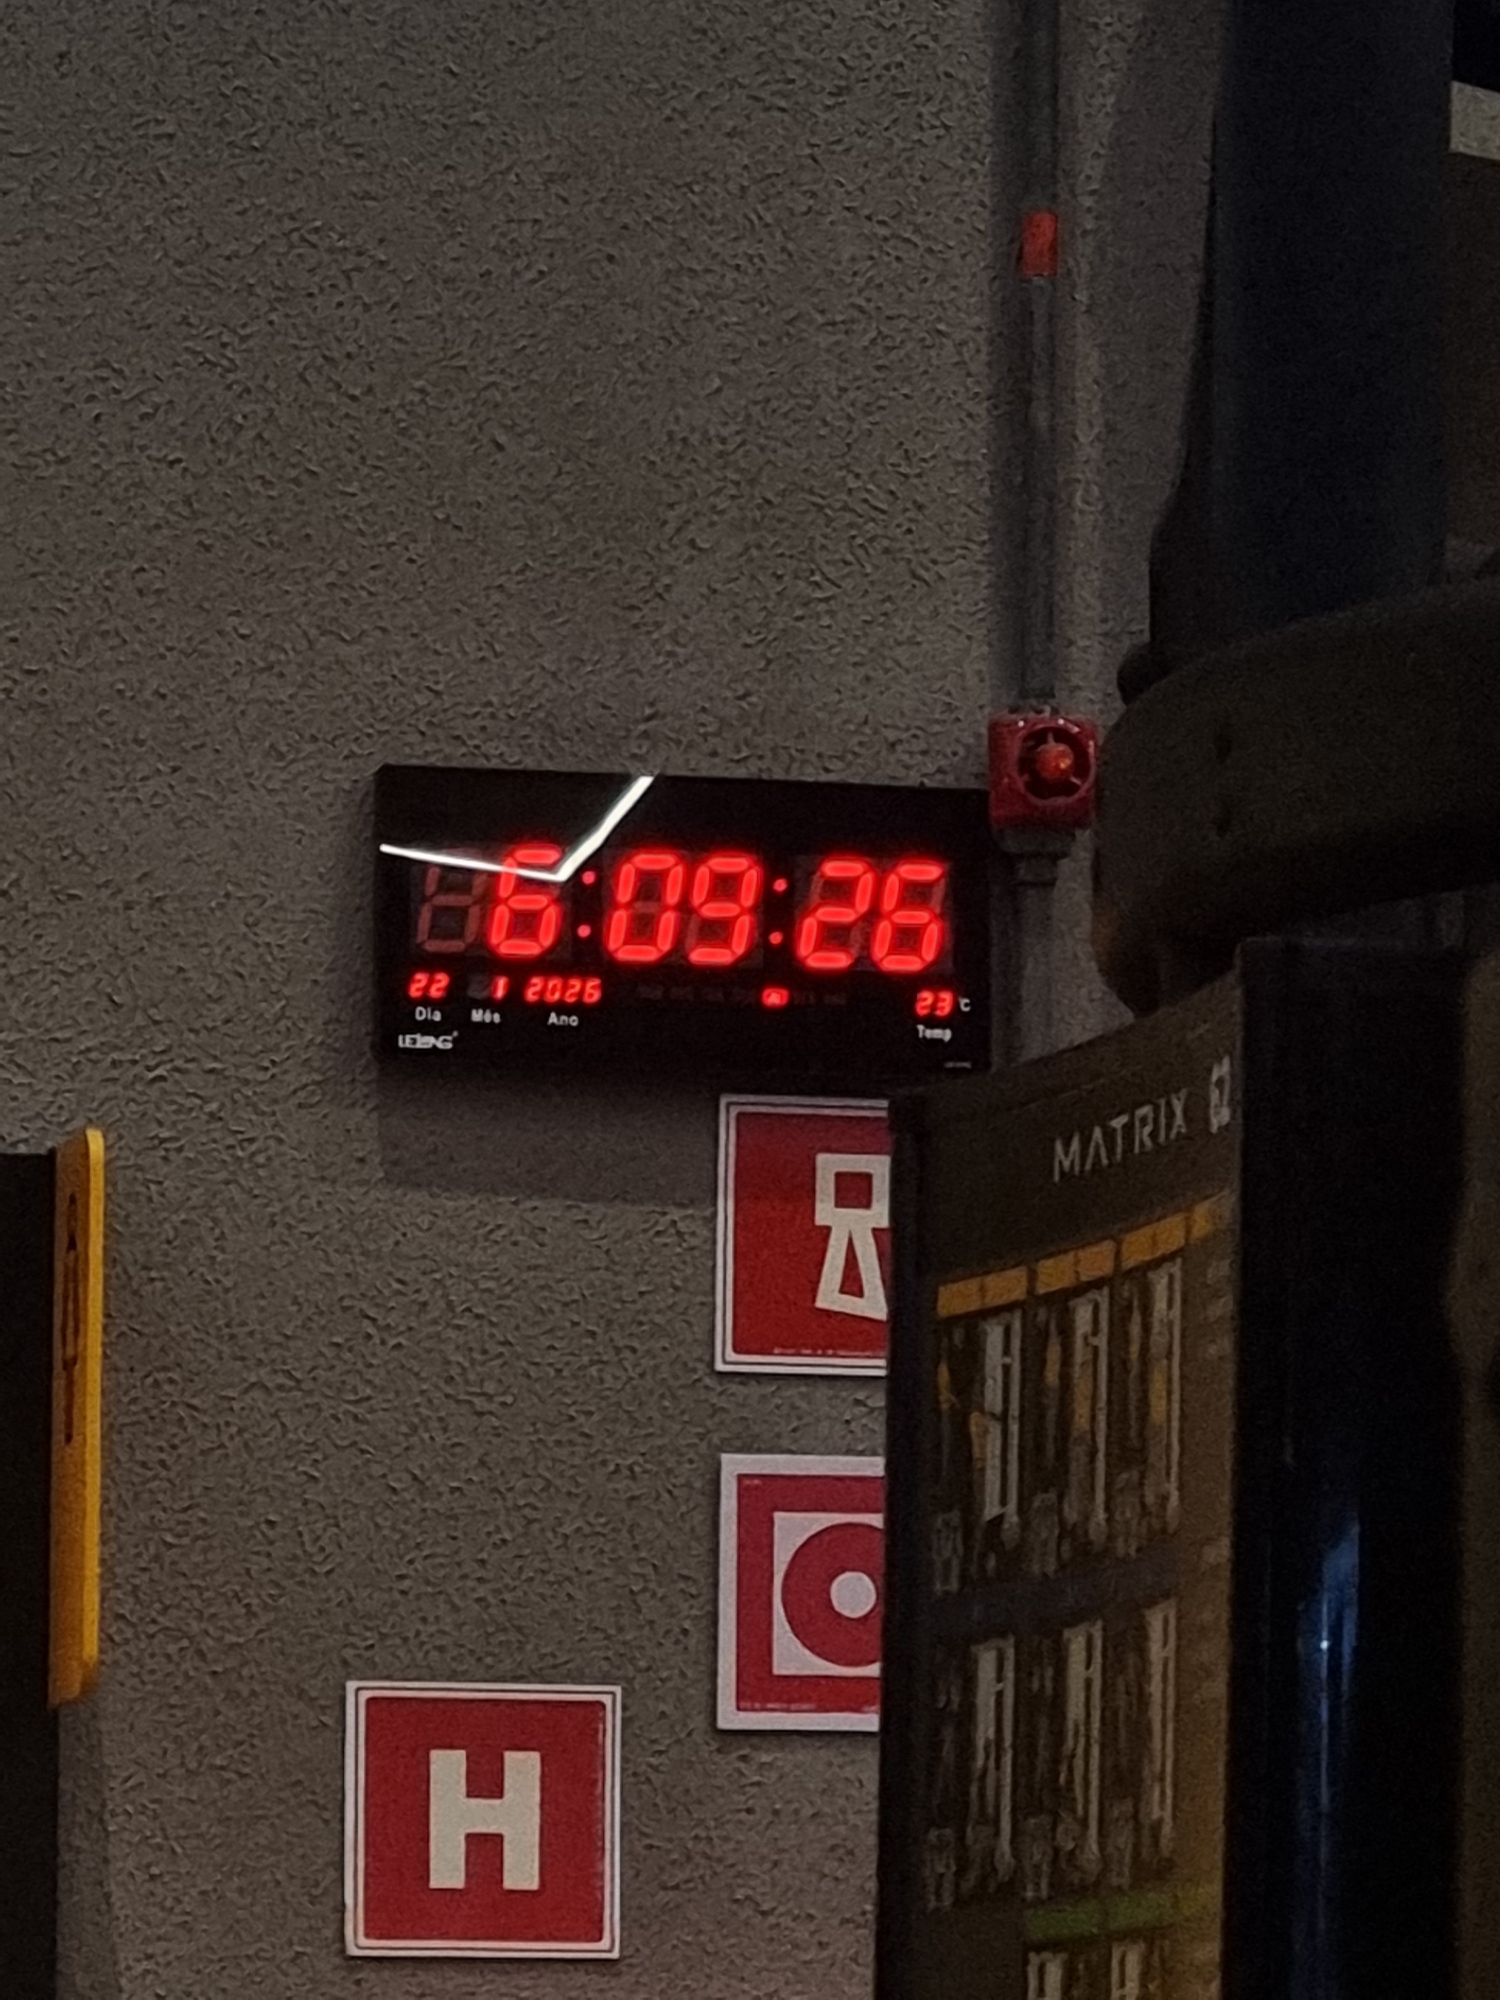 6:09:26
22 1 2026 23 °C
Dia Mês Ano Temp
LELONG
MATRIX
H